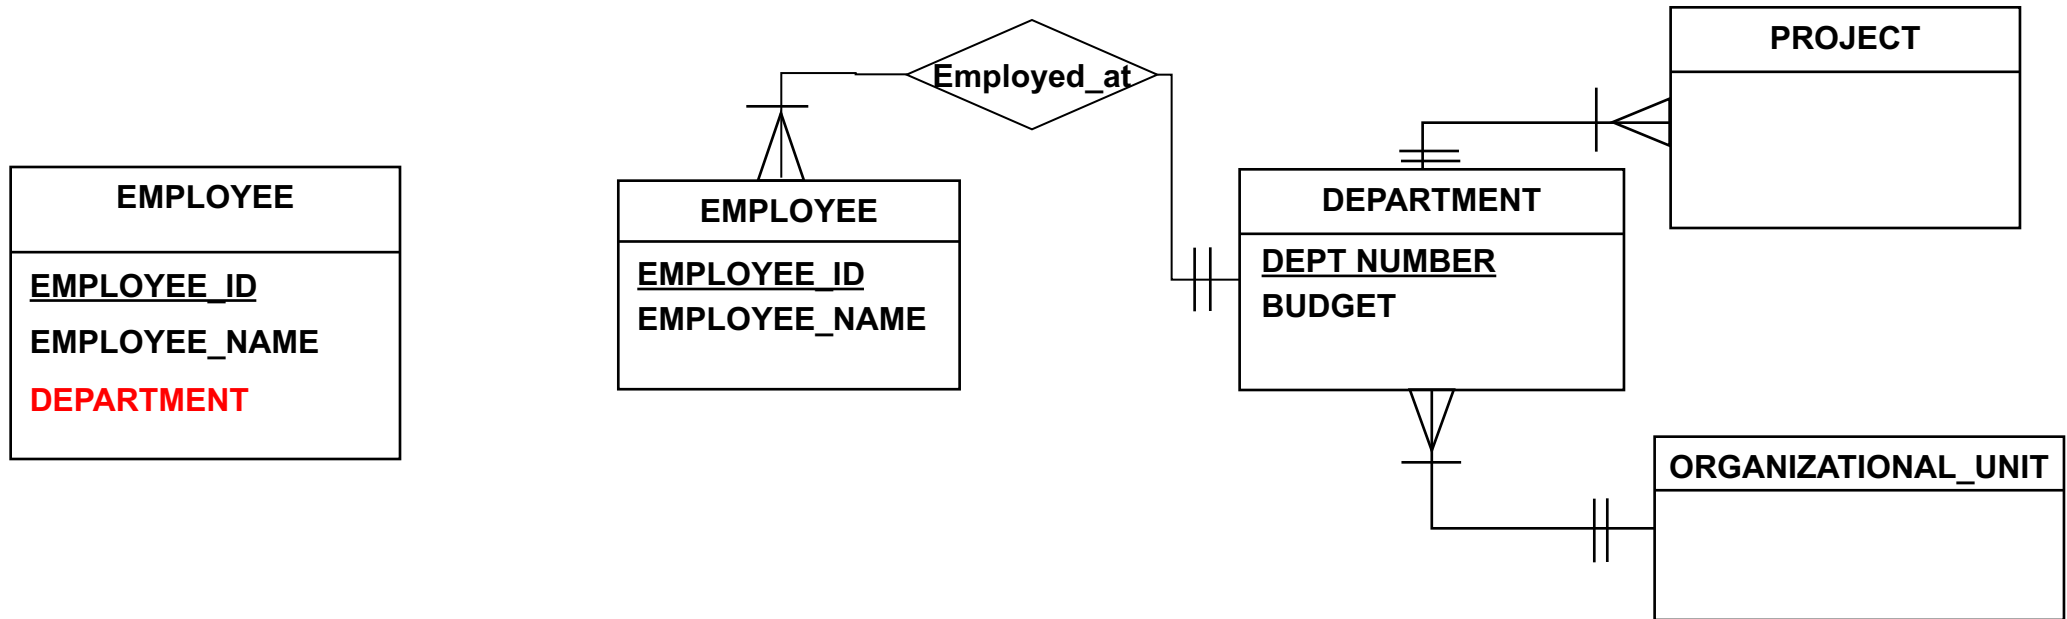 EMPLOYEE
EMPLOYEE_ID
EMPLOYEE_NAME
DEPARTMENT
Employed_at
EMPLOYEE
EMPLOYEE_ID
EMPLOYEE_NAME
DEPARTMENT
DEPT NUMBER
BUDGET
PROJECT
ORGANIZATIONAL_UNIT